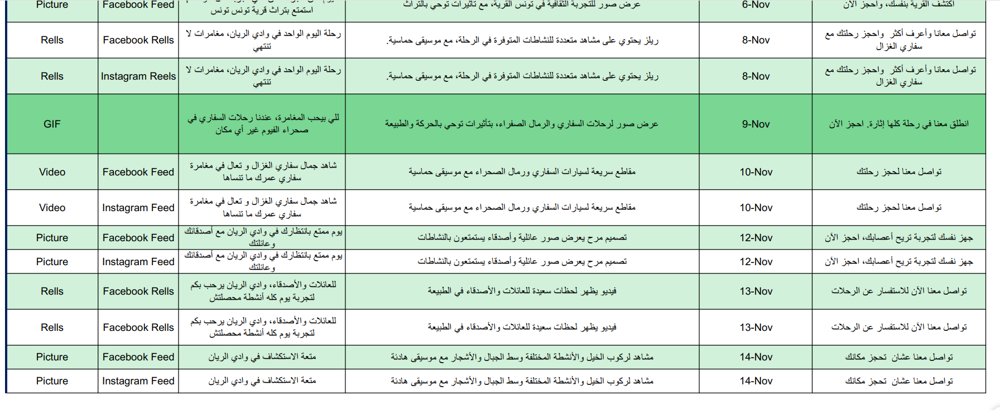 Picture
Facebook Feed
استمتع بتراث قرية تونس تونس
عرض صور للتجربة الثقافية في تونس القرية، مع تاثيرات توحي بالتراث
6-Nov
اكتشف القرية بنفسك، واحجز الآن
Rells
Facebook Rells
رحلة اليوم الواحد في وادي الريان، مغامرات لا
تنتهي
ريلز يحتوي على مشاهد متعددة للنشاطات المتوفرة في الرحلة، مع موسيقى حماسية.
8-Nov
تواصل معانا وأعرف أكثر واحجز رحلتك مع
سفاري الغزال
Rells
Instagram Reels
رحلة اليوم الواحد في وادي الريان، مغامرات لا
تنتهي
ريلز يحتوي على مشاهد متعددة للنشاطات المتوفرة في الرحلة، مع موسيقى حماسية.
8-Nov
تواصل معانا وأعرف أكثر واحجز رحلتك مع
سفاري الغزال
GIF
للي بيحب المغامرة، عندنا رحلات السفاري في
صحراء الفيوم غير أي مكان
عرض صور لرحلات السفاري والرمال الصفراء، بتأثيرات توحي بالحركة والطبيعة
9-Nov
انطلق معنا في رحلة كلها إثارة. احجز الآن
Video
Facebook Feed
شاهد جمال سفاري الغزال و تعال في مغامرة
سفاري عمرك ما تنساها
مقاطع سريعة لسيارات السفاري ورمال الصحراء مع موسيقى حماسية
10-Nov
تواصل معنا لحجز رحلتك
Video
Instagram Feed
شاهد جمال سفاري الغزال و تعال في مغامرة
سفاري عمرك ما تنساها
مقاطع سريعة لسيارات السفاري ورمال الصحراء مع موسيقى حماسية
10-Nov
تواصل معنا لحجز رحلتك
Picture
Facebook Feed
يوم ممتع بانتظارك في وادي الريان مع أصدقائك
وعائلتك
تصميم مرح يعرض صور عائلية وأصدقاء يستمتعون بالنشاطات
12-Nov
جهز نفسك لتجربة تريح أعصابك، احجز الآن
Picture
Instagram Feed
يوم ممتع بانتظارك في وادي الريان مع أصدقائك
وعائلتك
تصميم مرح يعرض صور عائلية وأصدقاء يستمتعون بالنشاطات
12-Nov
جهز نفسك لتجربة تريح أعصابك، احجز الآن
Rells
Facebook Rells
للعائلات والأصدقاء، وادي الريان يرحب بكم
لتجربة يوم كله أنشطة محصلتش
فيديو يظهر لحظات سعيدة للعائلات والأصدقاء في الطبيعة
13-Nov
تواصل معنا الآن للاستفسار عن الرحلات
Rells
Facebook Rells
للعائلات والأصدقاء، وادي الريان يرحب بكم
لتجربة يوم كله أنشطة محصلتش
فيديو يظهر لحظات سعيدة للعائلات والأصدقاء في الطبيعة
13-Nov
تواصل معنا الآن للاستفسار عن الرحلات
Picture
Facebook Feed
متعة الاستكشاف في وادي الريان
مشاهد لركوب الخيل والأنشطة المختلفة وسط الجبال والأشجار مع موسيقى هادئة
14-Nov
تواصل معنا عشان تحجز مكانك
Picture
Instagram Feed
متعة الاستكشاف في وادي الريان
مشاهد لركوب الخيل والأنشطة المختلفة وسط الجبال والأشجار مع موسيقى هادئة
14-Nov
تواصل معنا عشان تحجز مكانك